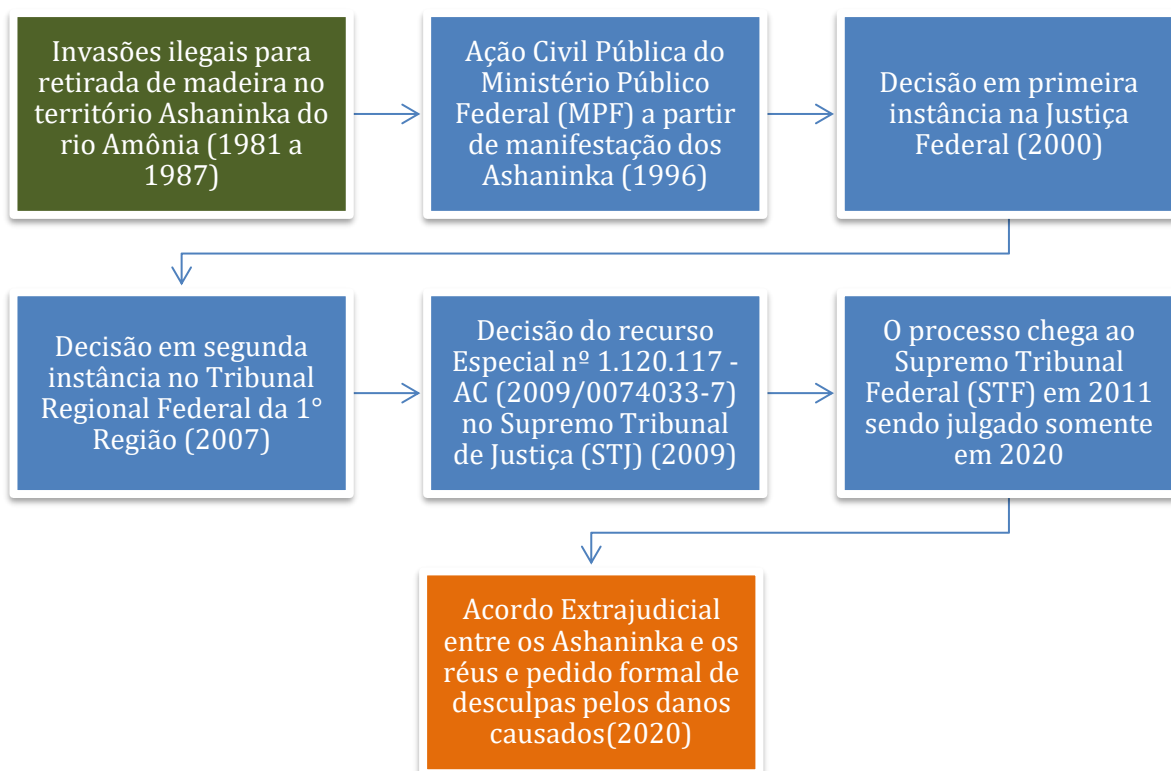 Invasões ilegais para
retirada de madeira no
território Ashaninka do
rio Amônia (1981 a
1987)
Ação Civil Pública do
Ministério Público
Federal (MPF) a partir
de manifestação dos
Ashaninka (1996)
Decisão em primeira
instância na Justiça
Federal (2000)
Decisão em segunda
instância no Tribunal
Regional Federal da 1°
Região (2007)
Decisão do recurso
Especial nº 1.120.117 -
AC (2009/0074033-7)
no Supremo Tribunal
de Justiça (STJ) (2009)
O processo chega ao
Supremo Tribunal
Federal (STF) em 2011
sendo julgado somente
em 2020
Acordo Extrajudicial
entre os Ashaninka e os
réus e pedido formal de
desculpas pelos danos
causados(2020)